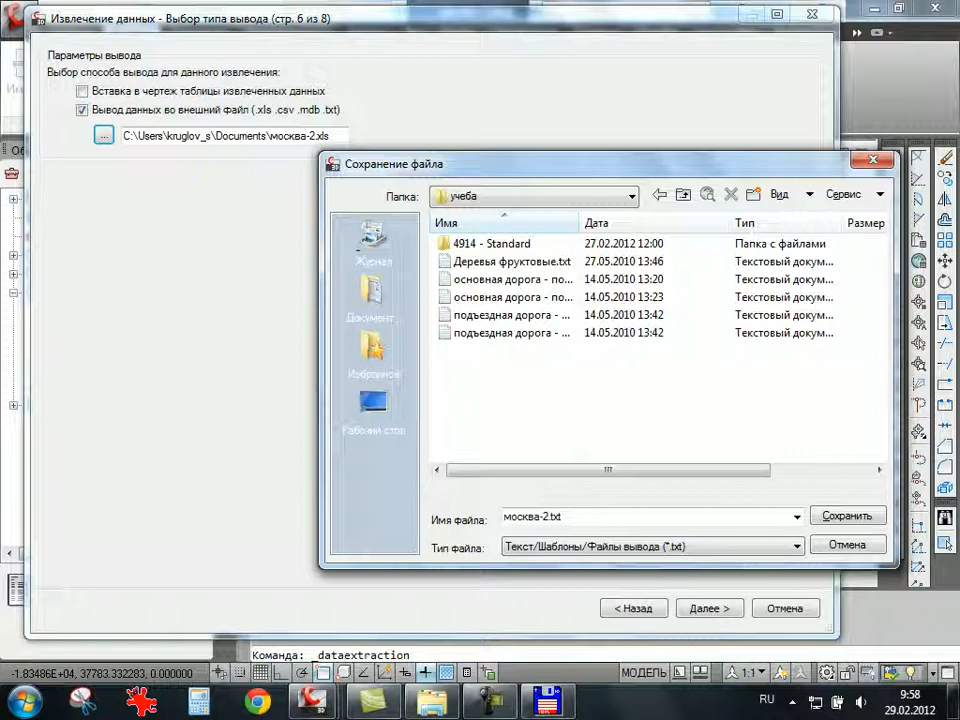 Извлечение данных - Выбор типа вывода (стр. 6 из 8)
Параметры вывода
Выбор способа вывода для данного извлечения:
Вставка в чертеж таблицы извлеченных данных
Вывод данных во внешний файл (.xls .csv .mdb .txt)
... C:\Users\kruglov_s\Documents\москва-2.xls
Сохранение файла
Папка: учеба Вид Сервис
Имя Дата Тип Размер
4914 - Standard 27.02.2012 12:00 Папка с файлами
Деревья фруктовые.txt 27.05.2010 13:46 Текстовый докум...
основная дорога - по... 14.05.2010 13:20 Текстовый докум...
основная дорога - по... 14.05.2010 13:23 Текстовый докум...
подъездная дорога - ... 14.05.2010 13:42 Текстовый докум...
подъездная дорога - ... 14.05.2010 13:42 Текстовый докум...
Журнал
Документ...
Избранное
Рабочий стол
Имя файла: москва-2.txt Сохранить
Тип файла: Текст/Шаблоны/Файлы вывода (*.txt) Отмена
< Назад Далее > Отмена
Команда: _dataextraction
-1.83486E+04, 37783.332283, 0.000000 МОДЕЛЬ 1:1
RU 9:58
29.02.2012